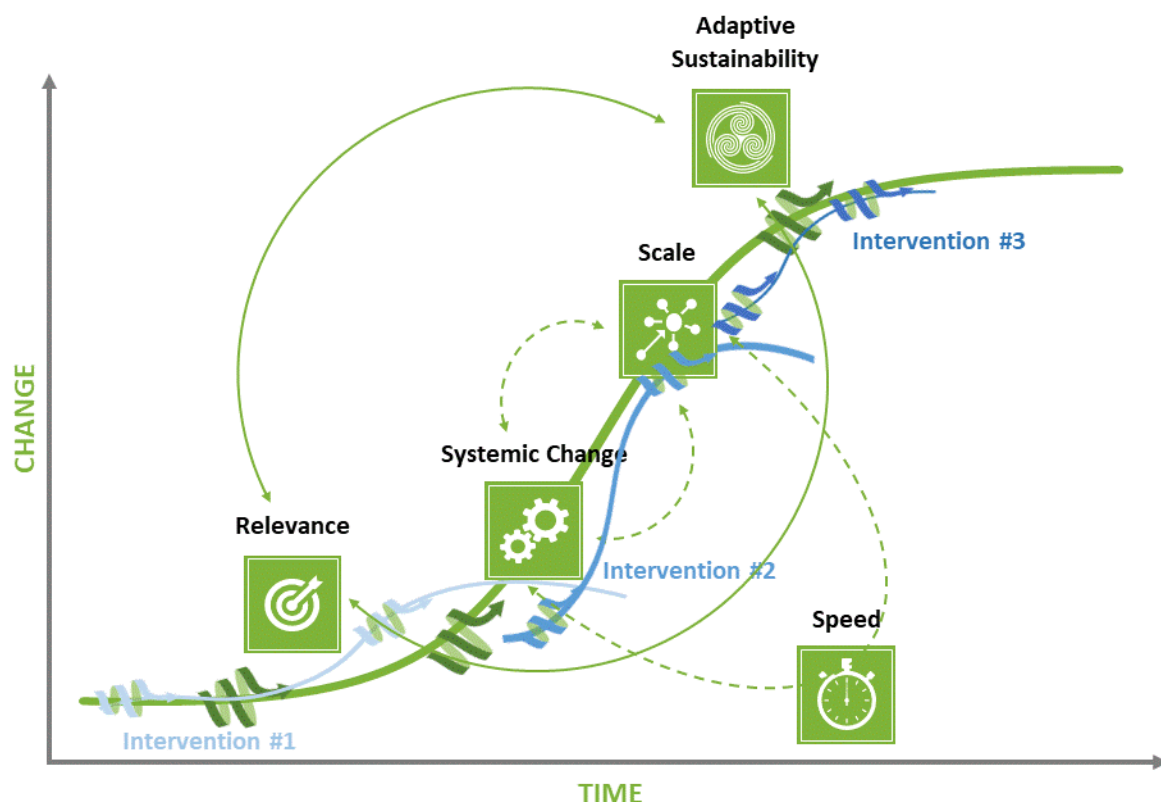 Adaptive
Sustainability
Scale
Intervention #3
Systemic Change
Relevance
Intervention #2
Speed
Intervention #1
CHANGE
TIME